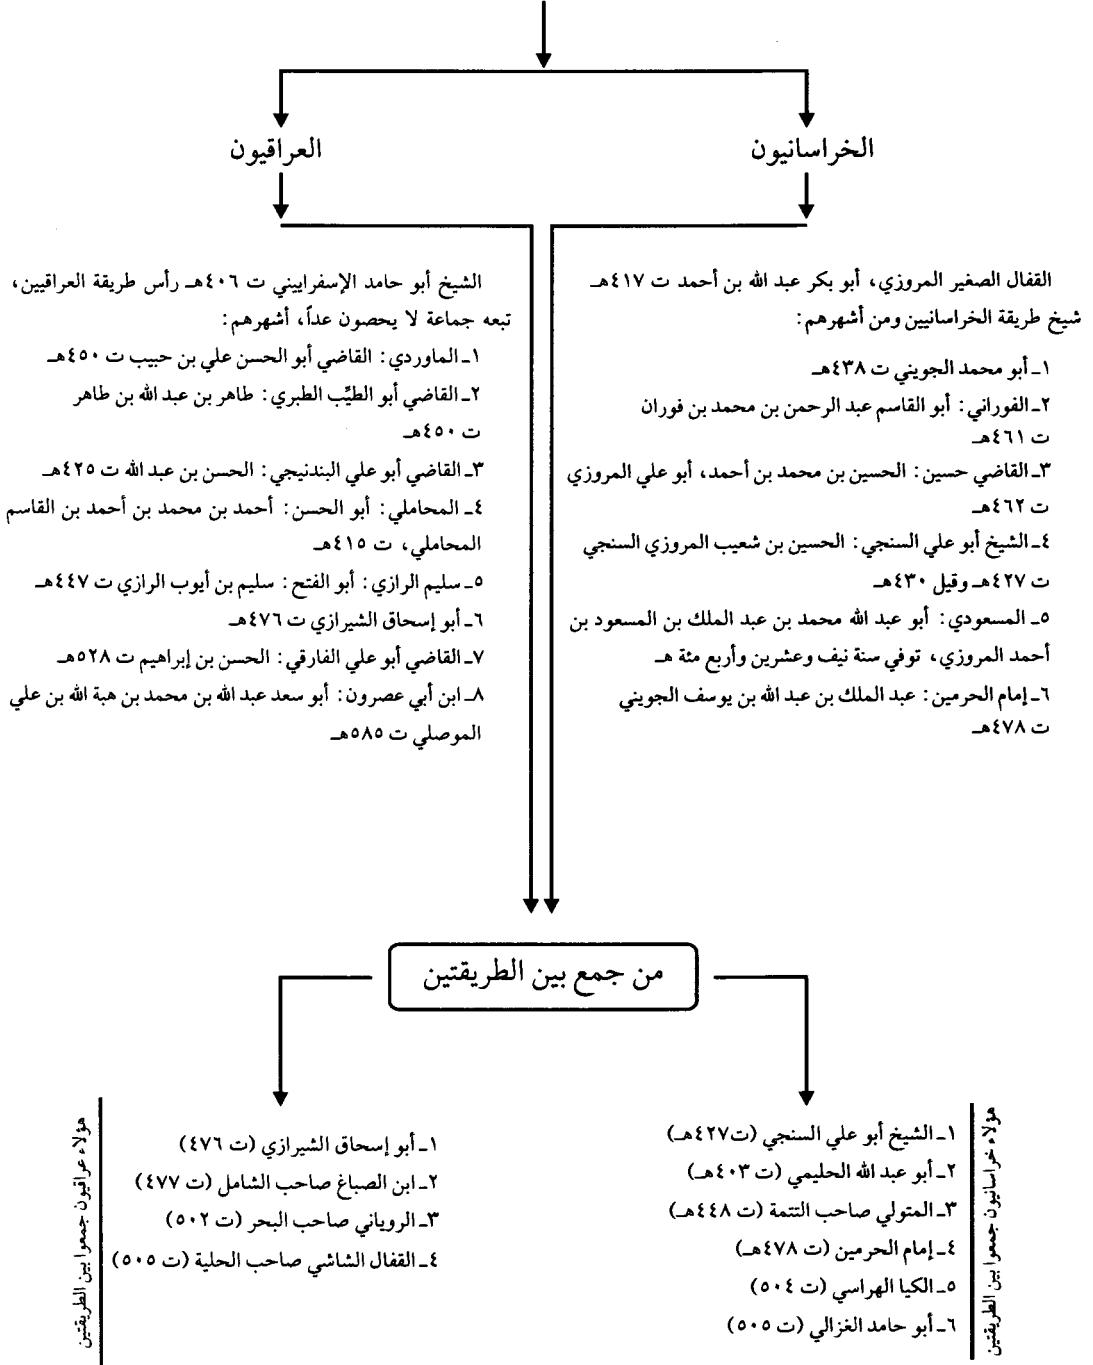 الخراسانيون
القفال الصغير المروزي، أبو بكر عبد الله بن أحمد ت ٤١٧هـ
شيخ طريقة الخراسانيين ومن أشهرهم:
١ـ أبو محمد الجويني ت ٤٣٨هـ
٢ـ الفوراني: أبو القاسم عبد الرحمن بن محمد بن فوران
ت ٤٦١هـ
٣ـ القاضي حسين: الحسين بن محمد بن أحمد، أبو علي المروزي
ت ٤٦٢هـ
٤ـ الشيخ أبو علي السنجي: الحسين بن شعيب المروزي السنجي
ت ٤٢٧هـ وقيل ٤٣٠هـ
٥ـ المسعودي: أبو عبد الله محمد بن عبد الملك بن المسعود بن
أحمد المروزي، توفي سنة نيف وعشرين وأربع مئة هـ
٦ـ إمام الحرمين: عبد الملك بن عبد الله بن يوسف الجويني
ت ٤٧٨هـ
العراقيون
الشيخ أبو حامد الإسفراييني ت ٤٠٦هـ رأس طريقة العراقيين،
تبعه جماعة لا يحصون عداً، أشهرهم:
١ـ الماوردي: القاضي أبو الحسن علي بن حبيب ت ٤٥٠هـ
٢ـ القاضي أبو الطيِّب الطبري: طاهر بن عبد الله بن طاهر
ت ٤٥٠هـ
٣ـ القاضي أبو علي البندنيجي: الحسن بن عبد الله ت ٤٢٥هـ
٤ـ المحاملي: أبو الحسن: أحمد بن محمد بن أحمد بن القاسم
المحاملي، ت ٤١٥هـ
٥ـ سليم الرازي: أبو الفتح: سليم بن أيوب الرازي ت ٤٤٧هـ
٦ـ أبو إسحاق الشيرازي ت ٤٧٦هـ
٧ـ القاضي أبو علي الفارقي: الحسن بن إبراهيم ت ٥٢٨هـ
٨ـ ابن أبي عصرون: أبو سعد عبد الله بن محمد بن هبة الله بن علي
الموصلي ت ٥٨٥هـ
من جمع بين الطريقتين
هؤلاء خراسانيون جمعوا بين الطريقتين
١ـ الشيخ أبو علي السنجي (ت٤٢٧هـ)
٢ـ أبو عبد الله الحليمي (ت ٤٠٣هـ)
٣ـ المتولي صاحب التتمة (ت ٤٤٨هـ)
٤ـ إمام الحرمين (ت ٤٧٨هـ)
٥ـ الكيا الهراسي (ت ٥٠٤)
٦ـ أبو حامد الغزالي (ت ٥٠٥)
١ـ أبو إسحاق الشيرازي (ت ٤٧٦)
٢ـ ابن الصباغ صاحب الشامل (ت ٤٧٧)
٣ـ الروياني صاحب البحر (ت ٥٠٢)
٤ـ القفال الشاشي صاحب الحلية (ت ٥٠٥)
هؤلاء عراقيون جمعوا بين الطريقتين